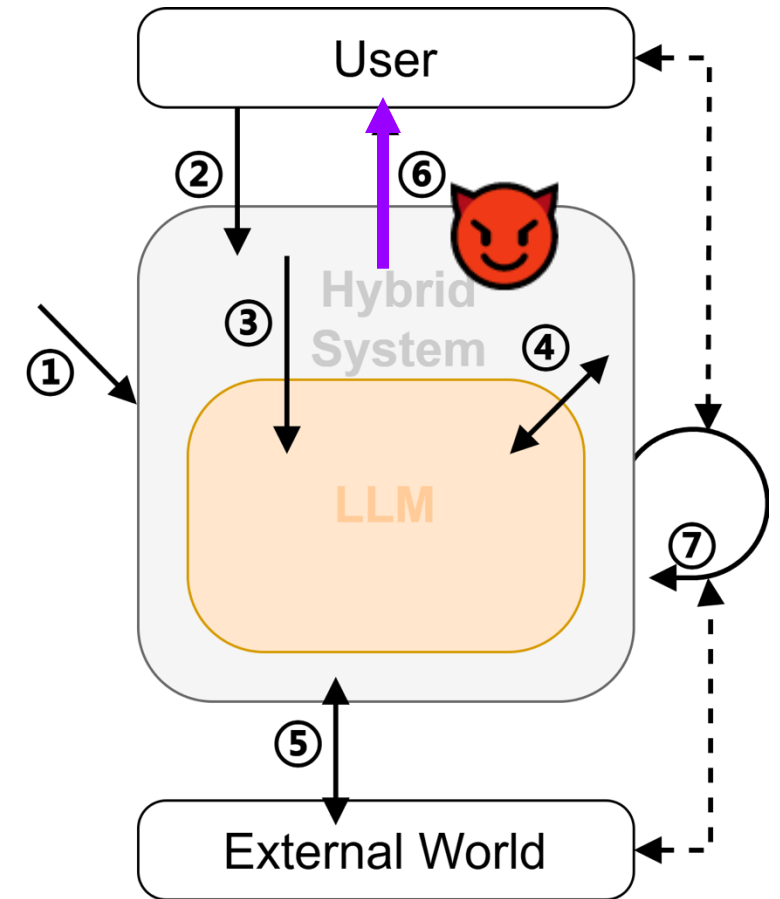 User
②
⑥
Hybrid
System
③
④
①
LLM
⑦
⑤
External World